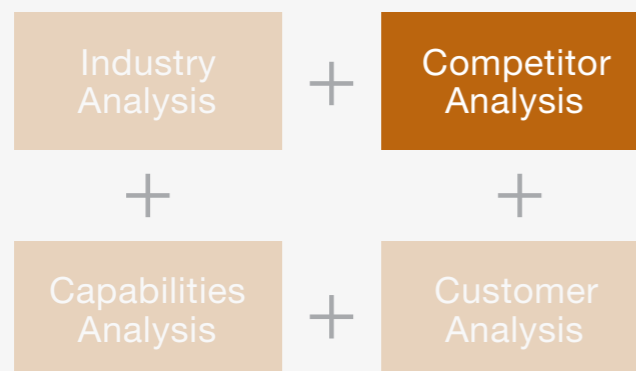 Industry
Analysis
+
Competitor
Analysis
+
+
Capabilities
Analysis
+
Customer
Analysis